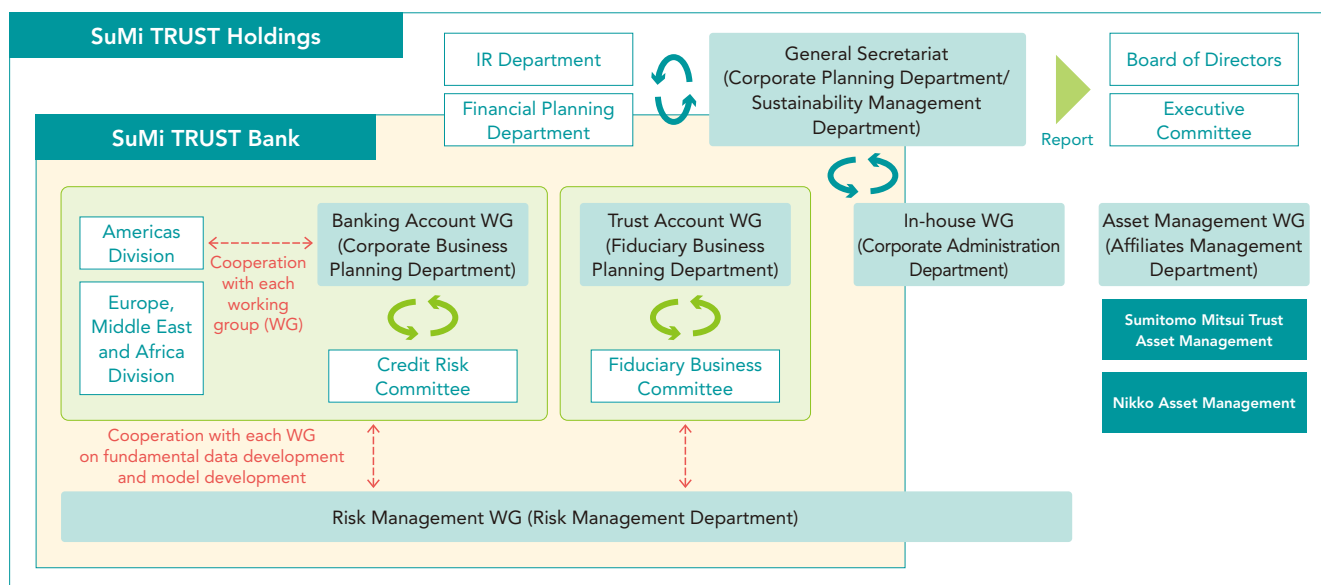 SuMi TRUST Holdings
IR Department
Financial Planning
Department
General Secretariat
(Corporate Planning Department/
Sustainability Management
Department)
Report
Board of Directors
Executive
Committee
SuMi TRUST Bank
Americas
Division
Europe,
Middle East
and Africa
Division
Cooperation
with each
working
group (WG)
Banking Account WG
(Corporate Business
Planning Department)
Credit Risk
Committee
Trust Account WG
(Fiduciary Business
Planning Department)
Fiduciary Business
Committee
In-house WG
(Corporate Administration
Department)
Asset Management WG
(Affiliates Management
Department)
Sumitomo Mitsui Trust
Asset Management
Nikko Asset Management
Cooperation with each WG
on fundamental data development
and model development
Risk Management WG (Risk Management Department)